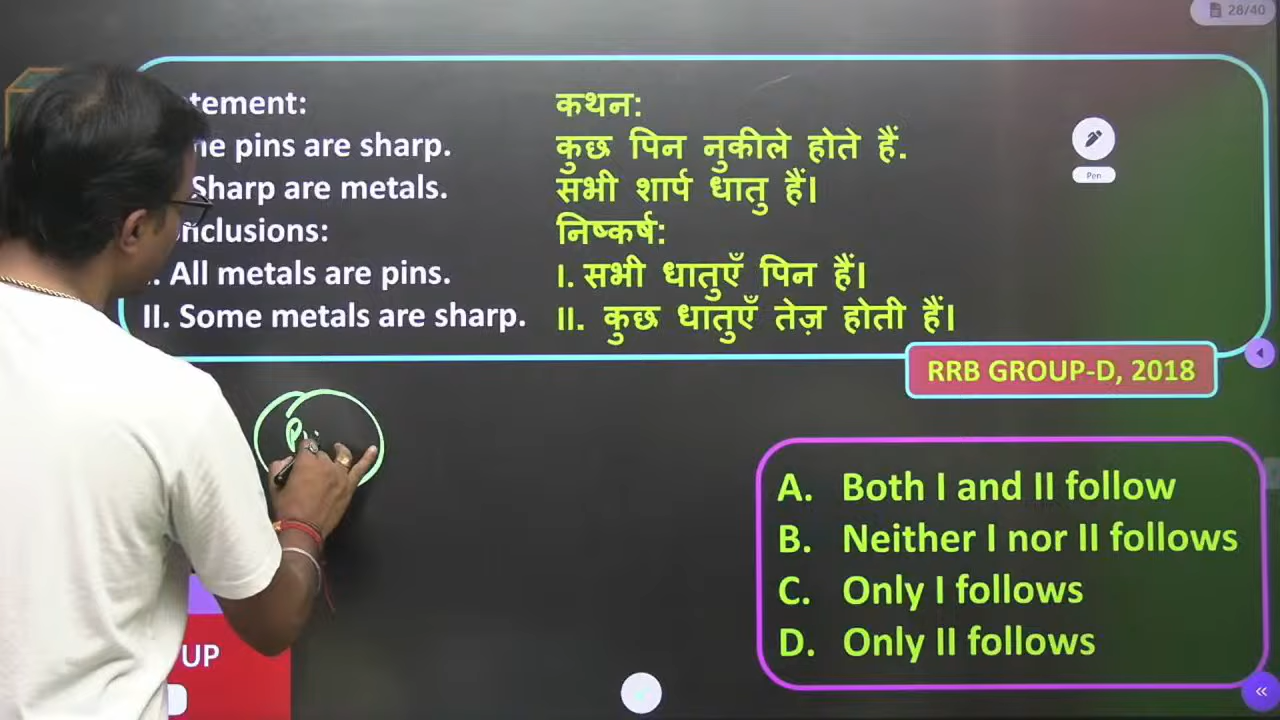 28/40
tement:
pins are sharp.
Sharp are metals.
nclusions:
All metals are pins.
II. Some metals are sharp.
कथन:
कुछ पिन नुकीले होते हैं.
सभी शार्प धातु हैं।
निष्कर्ष:
I. सभी धातुएँ पिन हैं।
II. कुछ धातुएँ तेज़ होती हैं।
Pen
RRB GROUP-D, 2018
A. Both I and II follow
B. Neither I nor II follows
C. Only I follows
D. Only II follows
UP